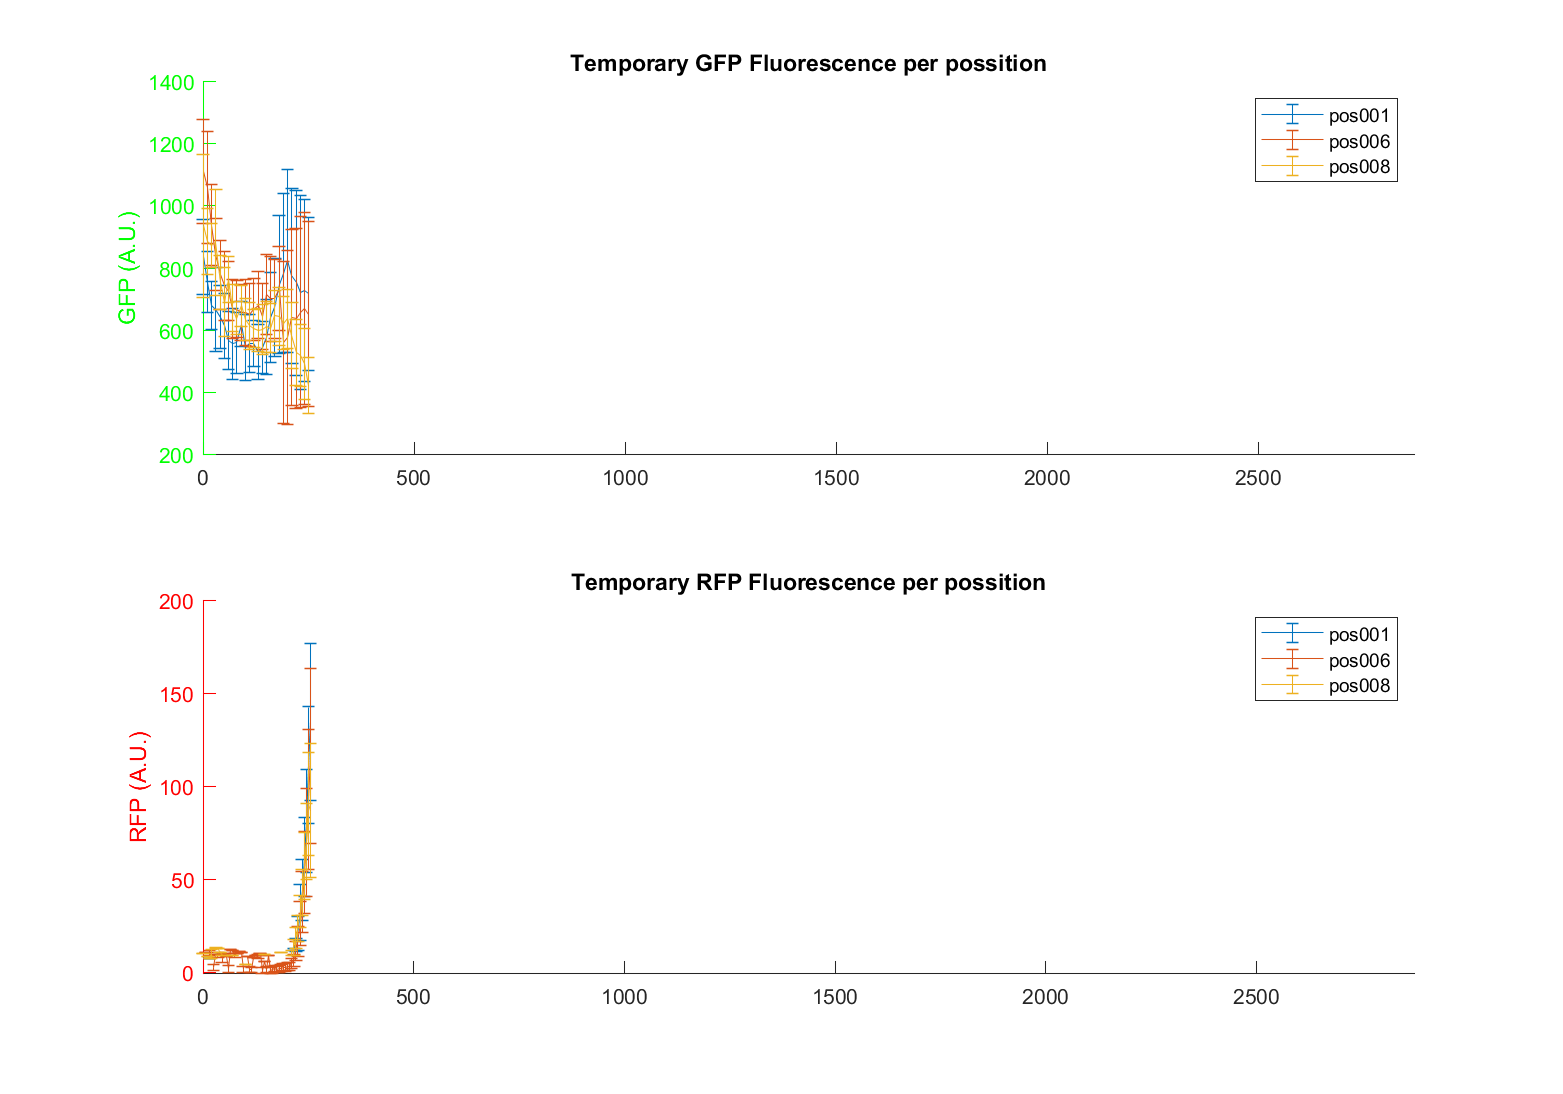 Temporary GFP Fluorescence per possition
1400
1200
1000
800
600
400
200
GFP (A.U.)
pos001
pos006
pos008
0 500 1000 1500 2000 2500
Temporary RFP Fluorescence per possition
200
150
100
50
0
RFP (A.U.)
pos001
pos006
pos008
0 500 1000 1500 2000 2500